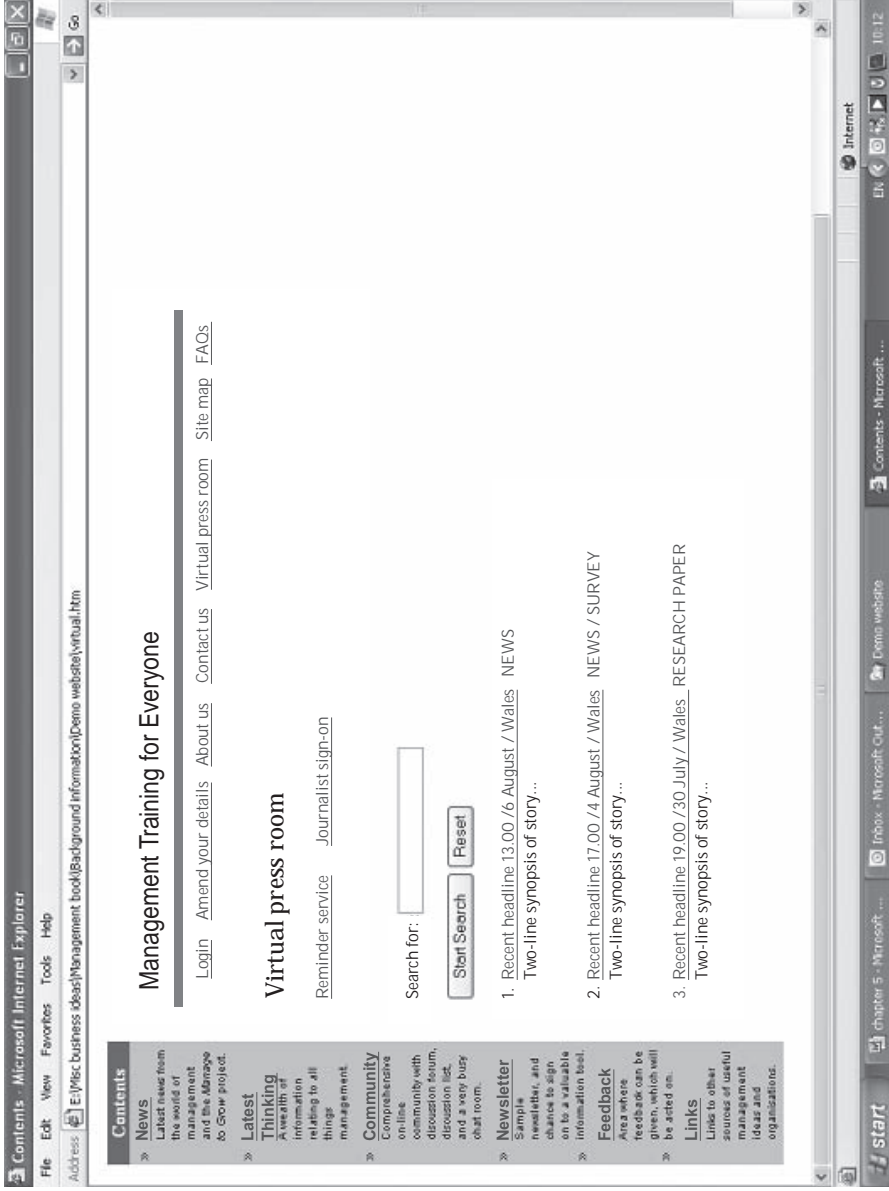 Contents - Microsoft Internet Explorer
File Edit View Favorites Tools Help
Address E:\Misc business ideas\Management book\Background information\Demo website\virtual.htm Go
Contents
» News
Latest news from
the world of
management
and the Manage
to Grow project.
» Latest
Thinking
A wealth of
information
relating to all
things
management.
» Community
Comprehensive
on-line
community with
discussion forum,
discussion list,
and a very busy
chat room.
» Newsletter
Sample
newsletter, and
chance to sign
on to a valuable
information tool.
» Feedback
Area where
feedback can be
given, which will
be acted on.
» Links
Links to other
sources of useful
management
ideas and
organisations.
Management Training for Everyone
Login Amend your details About us Contact us Virtual press room Site map FAQs
Virtual press room
Reminder service Journalist sign-on
Search for:
Start Search Reset
1. Recent headline 13.00 /6 August / Wales NEWS
Two-line synopsis of story...
2. Recent headline 17.00 /4 August / Wales NEWS / SURVEY
Two-line synopsis of story...
3. Recent headline 19.00 /30 July / Wales RESEARCH PAPER
Two-line synopsis of story...
Internet
start chapter 5 - Microsoft ... Inbox - Microsoft Out... Demo website Contents - Microsoft ... EN 10:12